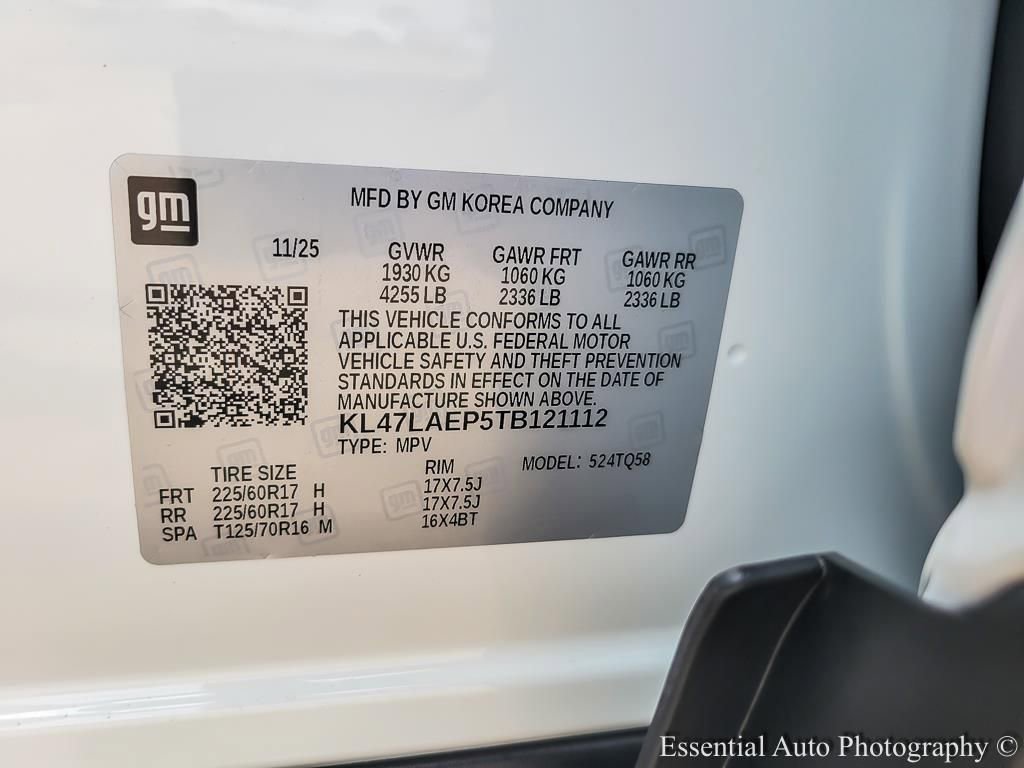 gm
MFD BY GM KOREA COMPANY
11/25 GVWR GAWR FRT GAWR RR
1930 KG 1060 KG 1060 KG
4255 LB 2336 LB 2336 LB
THIS VEHICLE CONFORMS TO ALL
APPLICABLE U.S. FEDERAL MOTOR
VEHICLE SAFETY AND THEFT PREVENTION
STANDARDS IN EFFECT ON THE DATE OF
MANUFACTURE SHOWN ABOVE.
KL47LAEP5TB121112
TYPE: MPV
TIRE SIZE RIM MODEL: 524TQ58
FRT 225/60R17 H 17X7.5J
RR 225/60R17 H 17X7.5J
SPA T125/70R16 M 16X4BT
Essential Auto Photography ©